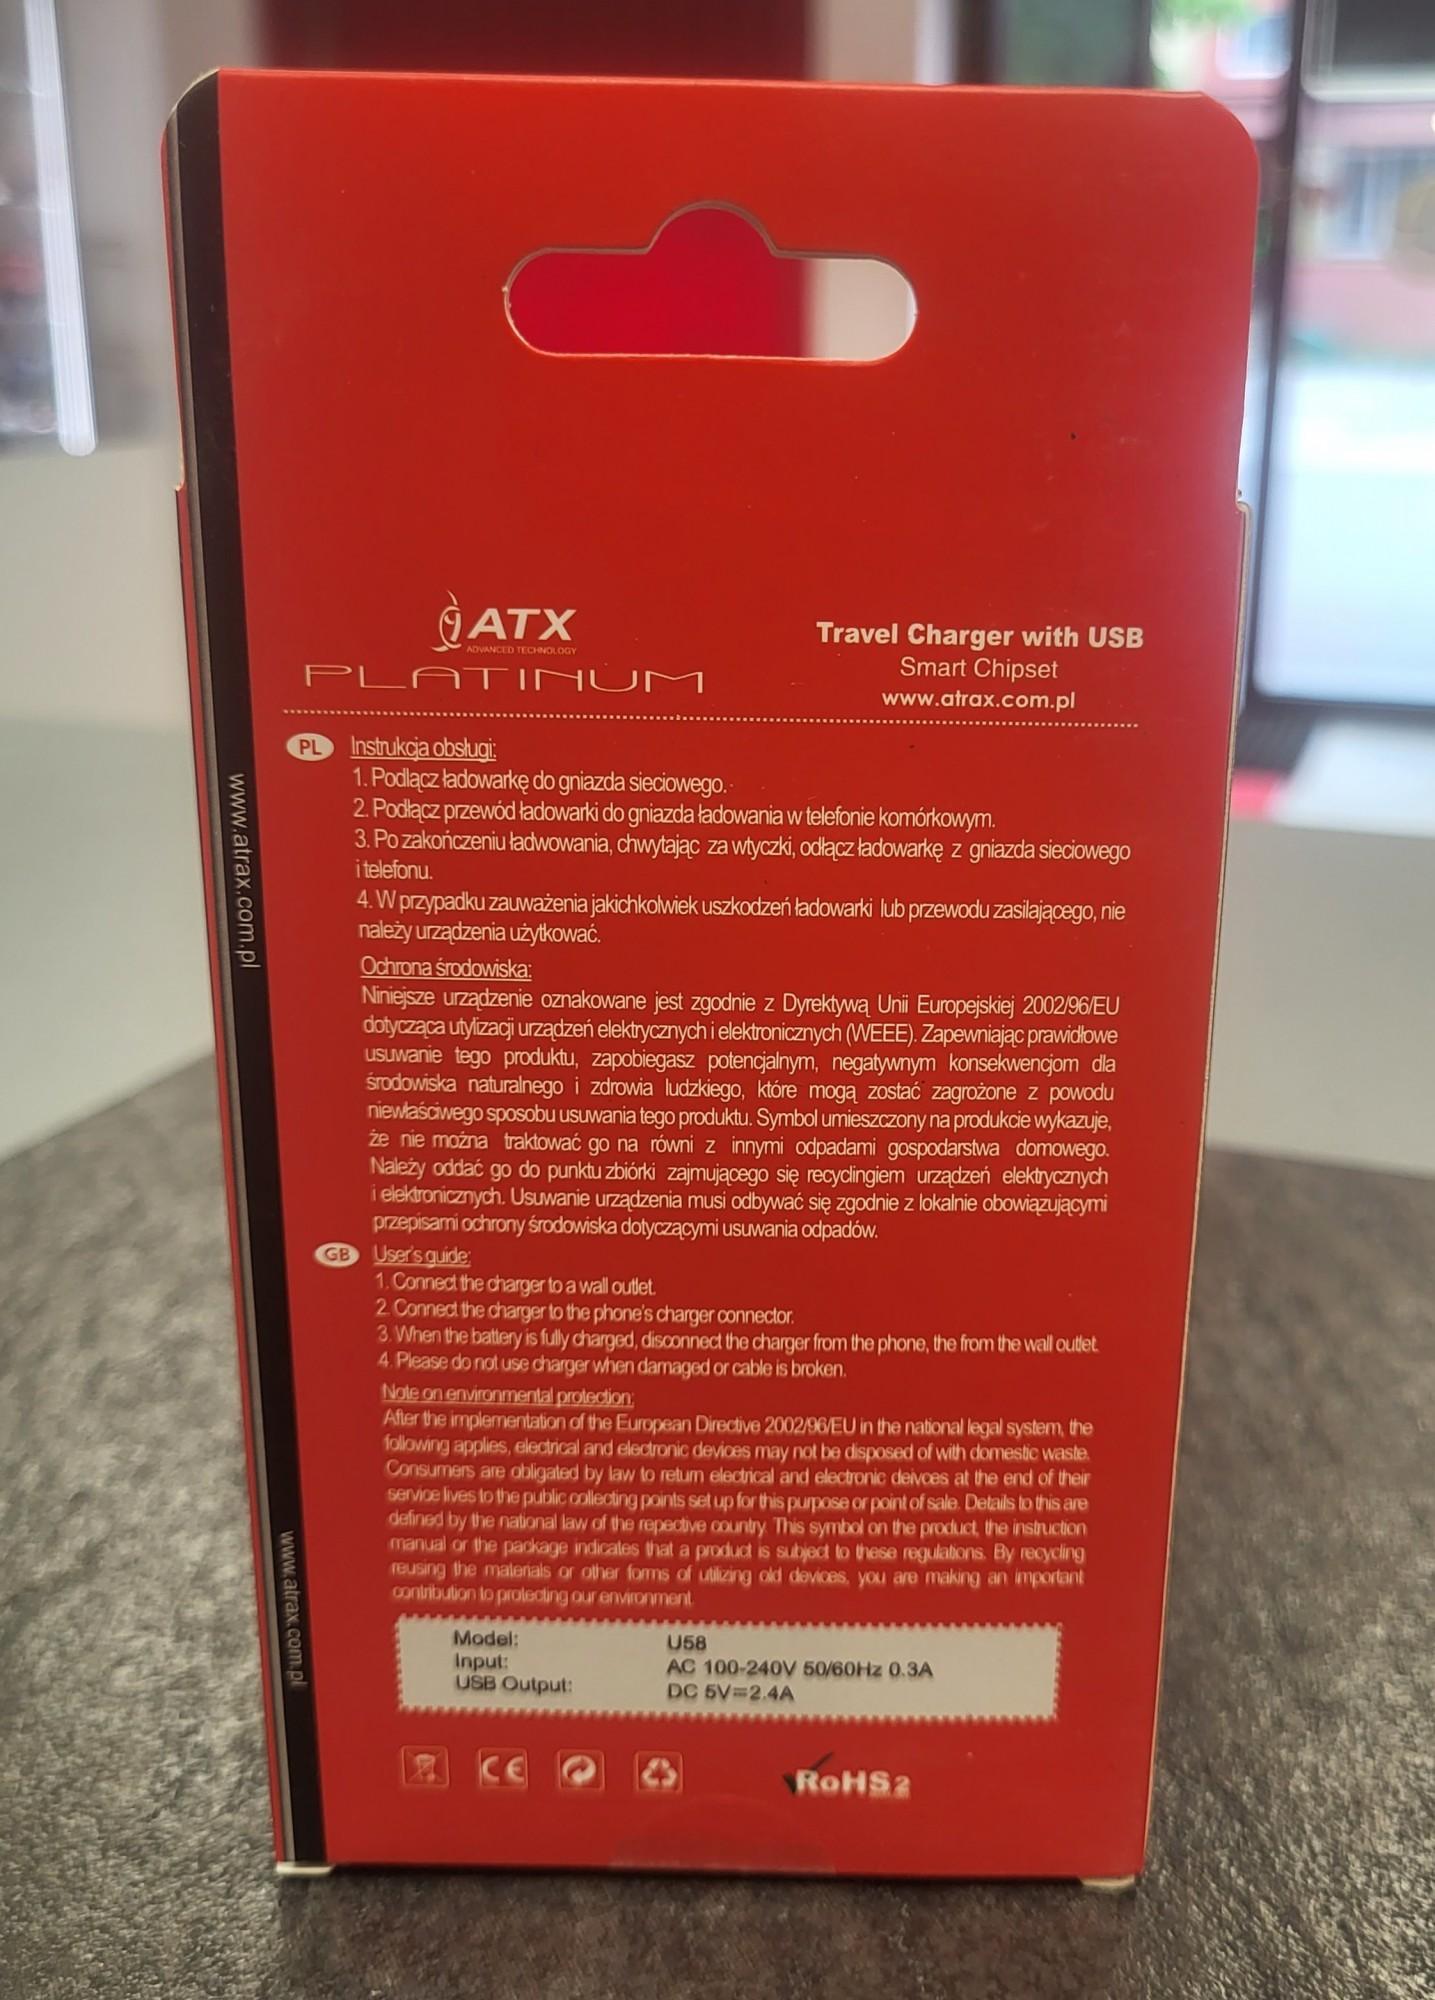 ATX
ADVANCED TECHNOLOGY
PLATINUM
Travel Charger with USB
Smart Chipset
www.atrax.com.pl
PL Instrukcja obsługi:
1. Podłącz ładowarkę do gniazda sieciowego.
2. Podłącz przewód ładowarki do gniazda ładowania w telefonie komórkowym.
3. Po zakończeniu ładwowania, chwytając za wtyczki, odłącz ładowarkę z gniazda sieciowego
i telefonu.
4. W przypadku zauważenia jakichkolwiek uszkodzeń ładowarki lub przewodu zasilającego, nie
należy urządzenia użytkować.
Ochrona środowiska:
Niniejsze urządzenie oznakowane jest zgodnie z Dyrektywą Unii Europejskiej 2002/96/EU
dotycząca utylizacji urządzeń elektrycznych i elektronicznych (WEEE). Zapewniając prawidłowe
usuwanie tego produktu, zapobiegasz potencjalnym, negatywnym konsekwencjom dla
środowiska naturalnego i zdrowia ludzkiego, które mogą zostać zagrożone z powodu
niewłaściwego sposobu usuwania tego produktu. Symbol umieszczony na produkcie wykazuje,
że nie można traktować go na równi z innymi odpadami gospodarstwa domowego.
Należy oddać go do punktu zbiórki zajmującego się recyclingiem urządzeń elektrycznych
i elektronicznych. Usuwanie urządzenia musi odbywać się zgodnie z lokalnie obowiązującymi
przepisami ochrony środowiska dotyczącymi usuwania odpadów.
GB User's guide:
1. Connect the charger to a wall outlet.
2. Connect the charger to the phone's charger connector.
3. When the battery is fully charged, disconnect the charger from the phone, the from the wall outlet.
4. Please do not use charger when damaged or cable is broken.
Note on environmental protection:
After the implementation of the European Directive 2002/96/EU in the national legal system, the
following applies, electrical and electronic devices may not be disposed of with domestic waste.
Consumers are obligated by law to return electrical and electronic deivces at the end of their
service lives to the public collecting points set up for this purpose or point of sale. Details to this are
defined by the national law of the repective country. This symbol on the product, the instruction
manual or the package indicates that a product is subject to these regulations. By recycling
reusing the materials or other forms of utilizing old devices, you are making an important
contribution to protecting our environment
Model: U58
Input: AC 100-240V 50/60Hz 0.3A
USB Output: DC 5V=2.4A
CE
RoHS 2
www.atrax.com.pl
www.atrax.com.pl